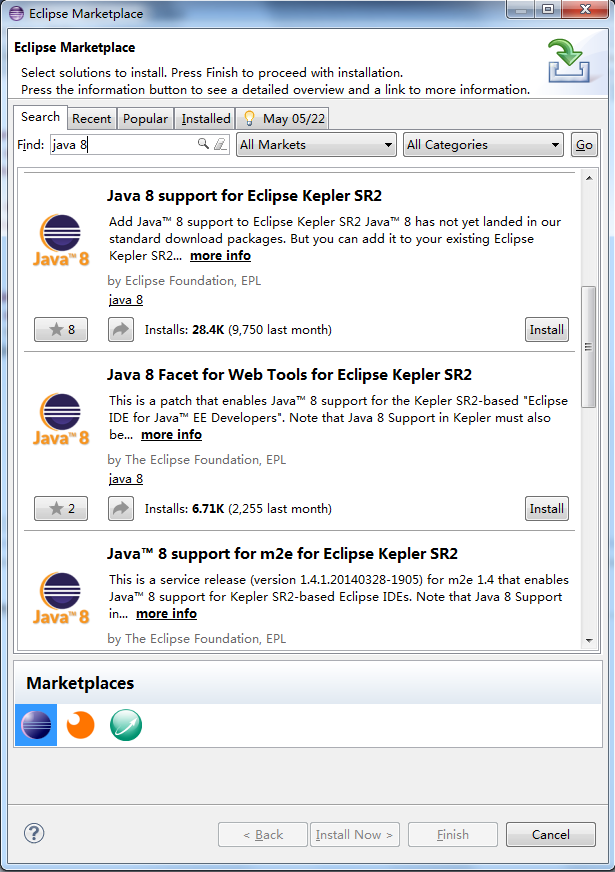 Eclipse Marketplace
Eclipse Marketplace
Select solutions to install. Press Finish to proceed with installation.
Press the information button to see a detailed overview and a link to more information.
Search Recent Popular Installed May 05/22
Find: java 8 All Markets All Categories Go
Java 8 support for Eclipse Kepler SR2
Add Java™ 8 support to Eclipse Kepler SR2 Java™ 8 has not yet landed in our
standard download packages. But you can add it to your existing Eclipse
Kepler SR2... more info
Java™ 8
by Eclipse Foundation, EPL
java 8
8 Installs: 28.4K (9,750 last month) Install
Java 8 Facet for Web Tools for Eclipse Kepler SR2
This is a patch that enables Java™ 8 support for the Kepler SR2-based "Eclipse
IDE for Java™ EE Developers". Note that Java 8 Support in Kepler must also
be... more info
Java™ 8
by The Eclipse Foundation, EPL
java 8
2 Installs: 6.71K (2,255 last month) Install
Java™ 8 support for m2e for Eclipse Kepler SR2
This is a service release (version 1.4.1.20140328-1905) for m2e 1.4 that enables
Java™ 8 support for Kepler SR2-based Eclipse IDEs. Note that Java 8 Support
in... more info
Java™ 8
by The Eclipse Foundation, EPL
Marketplaces
? < Back Install Now > Finish Cancel